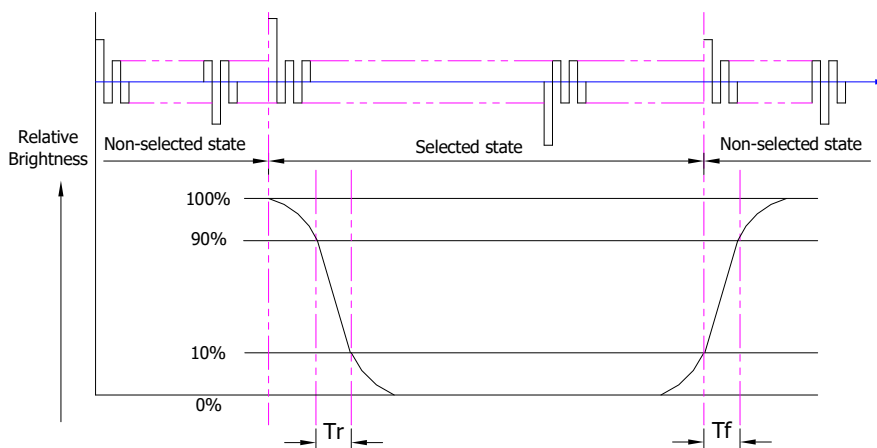 Relative
Brightness
Non-selected state
Selected state
Non-selected state
100%
90%
10%
0%
Tr
Tf